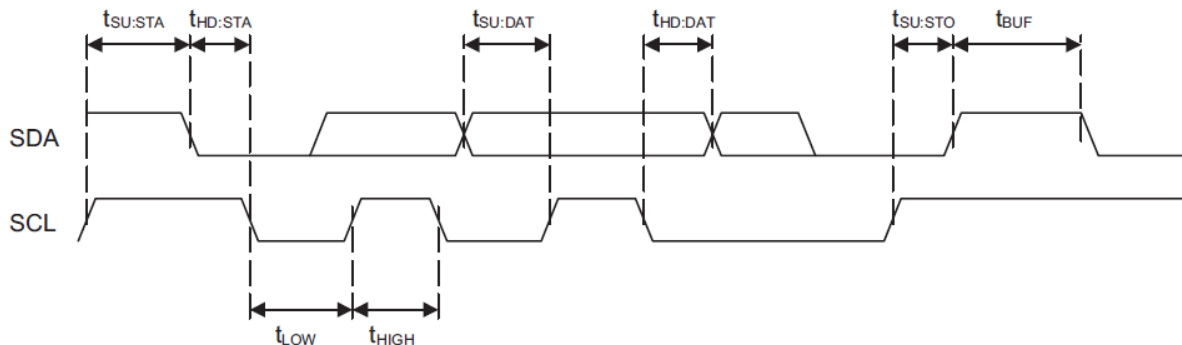 tSU:STA tHD:STA tSU:DAT tHD:DAT tSU:STO tBUF
SDA
SCL
tLOW tHIGH